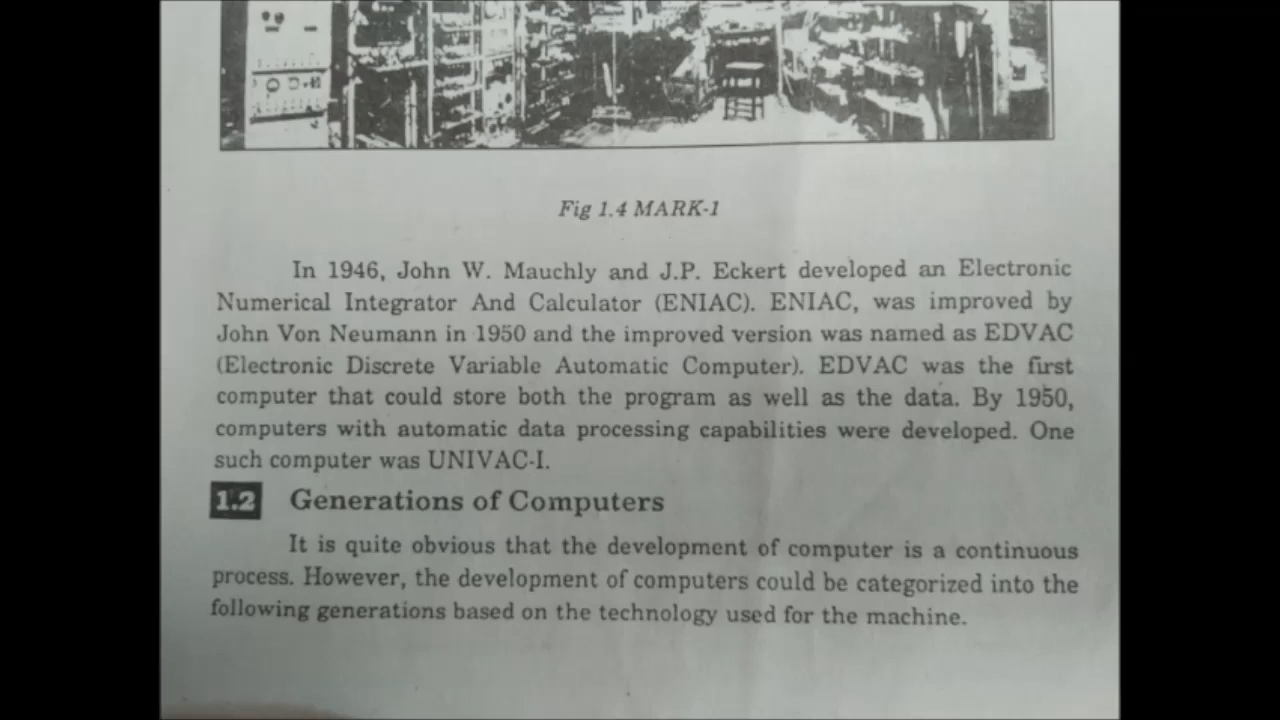 Fig 1.4 MARK-1
In 1946, John W. Mauchly and J.P. Eckert developed an Electronic
Numerical Integrator And Calculator (ENIAC). ENIAC, was improved by
John Von Neumann in 1950 and the improved version was named as EDVAC
(Electronic Discrete Variable Automatic Computer). EDVAC was the first
computer that could store both the program as well as the data. By 1950,
computers with automatic data processing capabilities were developed. One
such computer was UNIVAC-I.
1.2 Generations of Computers
It is quite obvious that the development of computer is a continuous
process. However, the development of computers could be categorized into the
following generations based on the technology used for the machine.